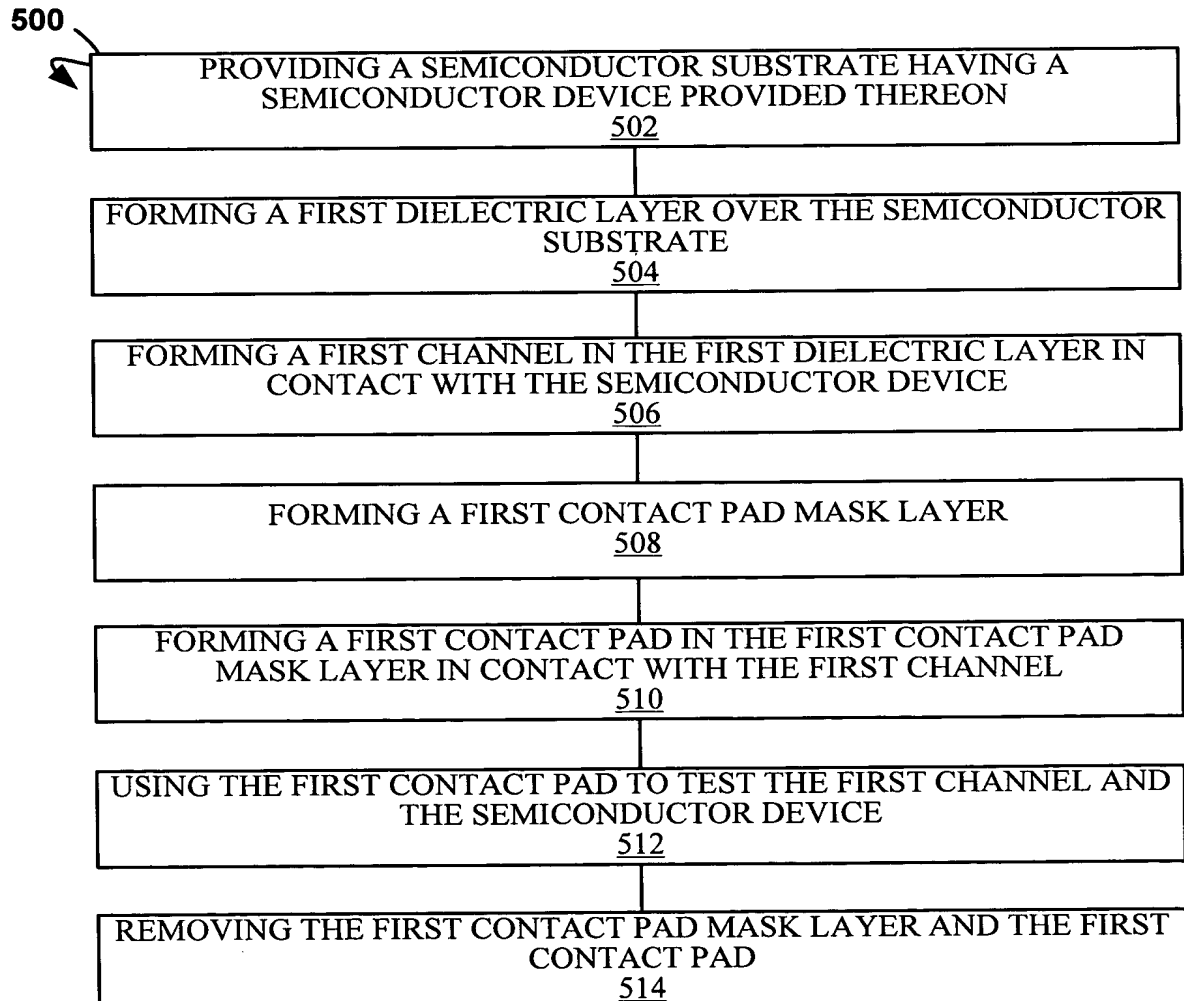 500
PROVIDING A SEMICONDUCTOR SUBSTRATE HAVING A
SEMICONDUCTOR DEVICE PROVIDED THEREON
502
FORMING A FIRST DIELECTRIC LAYER OVER THE SEMICONDUCTOR
SUBSTRATE
504
FORMING A FIRST CHANNEL IN THE FIRST DIELECTRIC LAYER IN
CONTACT WITH THE SEMICONDUCTOR DEVICE
506
FORMING A FIRST CONTACT PAD MASK LAYER
508
FORMING A FIRST CONTACT PAD IN THE FIRST CONTACT PAD
MASK LAYER IN CONTACT WITH THE FIRST CHANNEL
510
USING THE FIRST CONTACT PAD TO TEST THE FIRST CHANNEL AND
THE SEMICONDUCTOR DEVICE
512
REMOVING THE FIRST CONTACT PAD MASK LAYER AND THE FIRST
CONTACT PAD
514